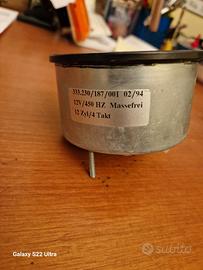 333.230/187/001 02/94
12V/450 HZ Massefrei
12 Zyl/4 Takt
Galaxy S22 Ultra
Subito